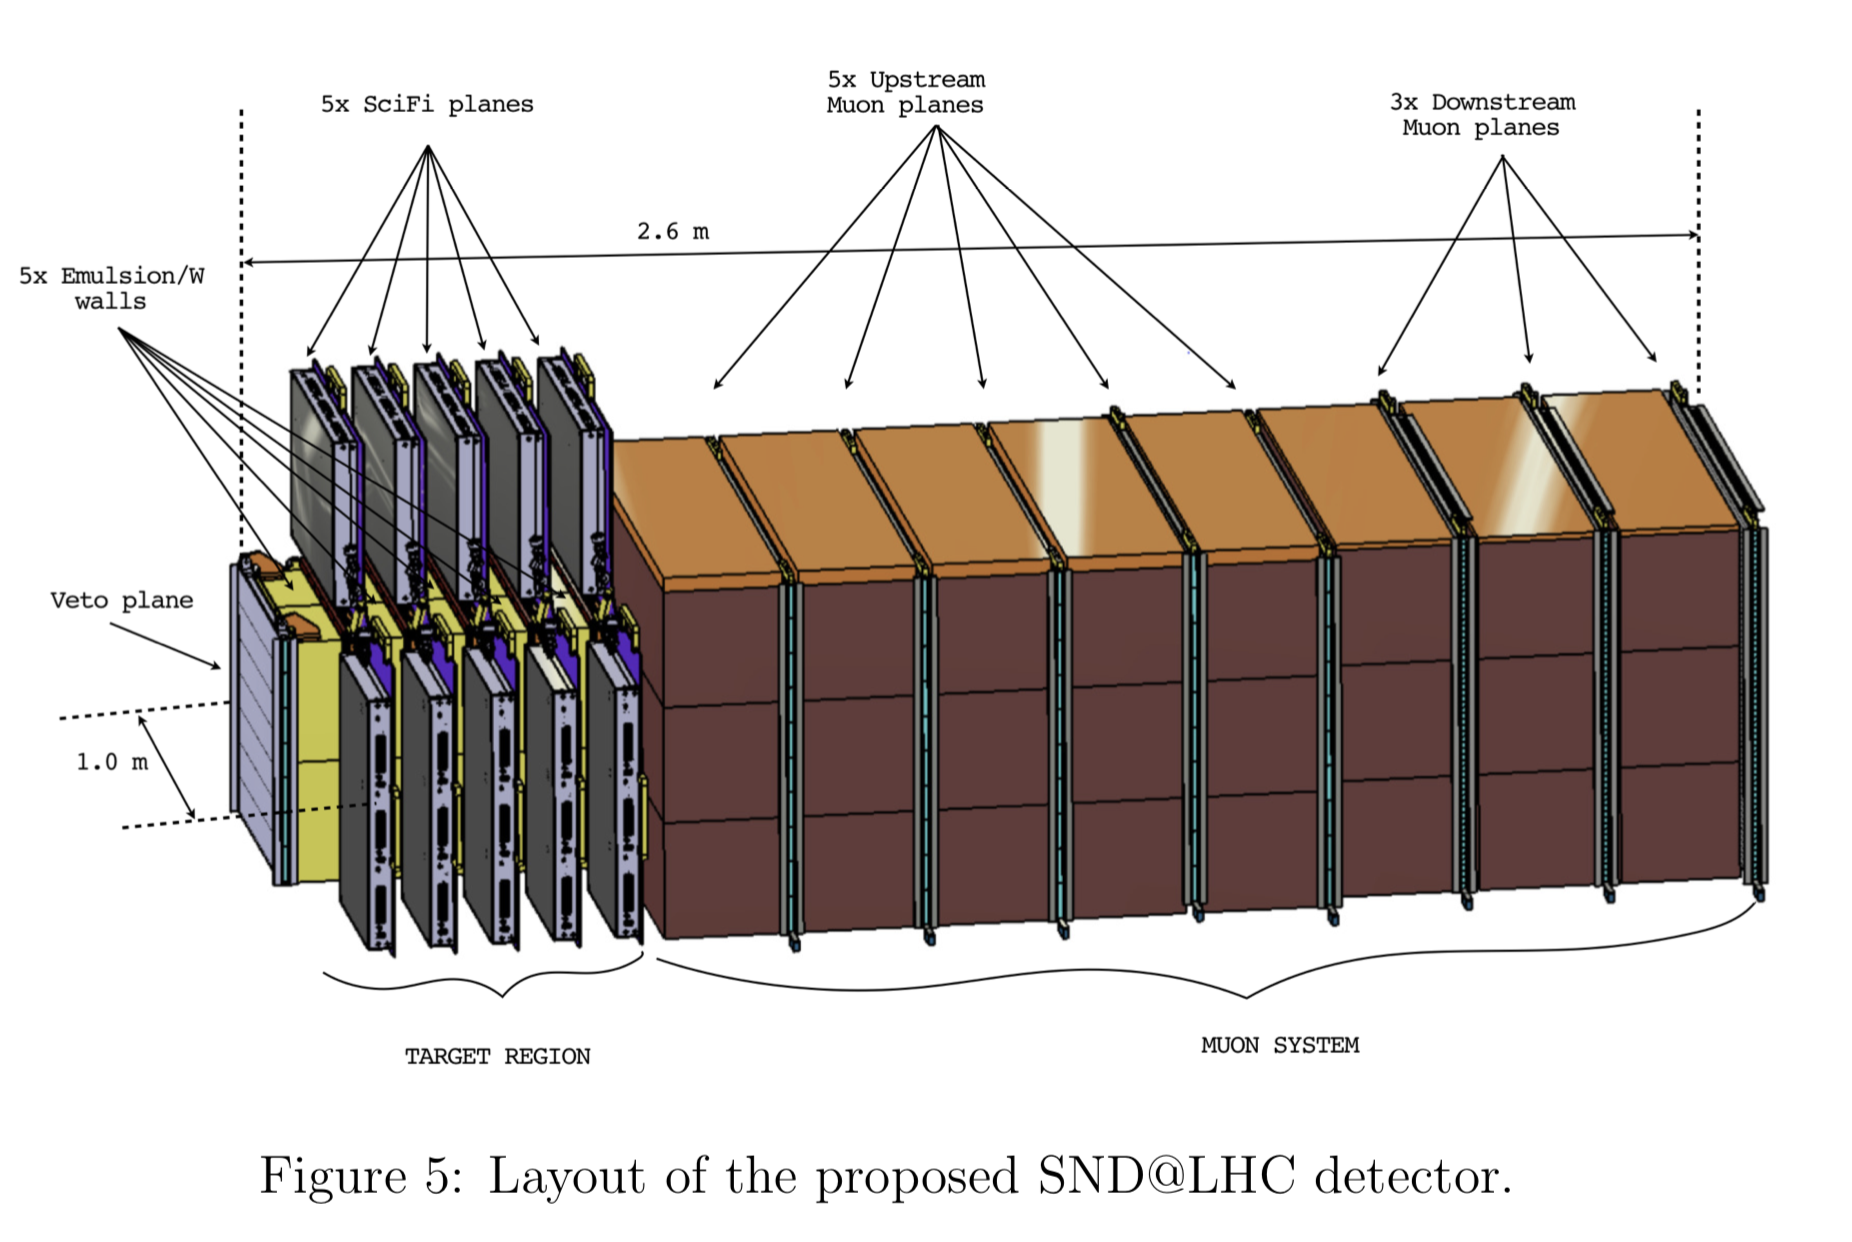 5x SciFi planes
5x Upstream
Muon planes
3x Downstream
Muon planes
2.6 m
5x Emulsion/W
walls
Veto plane
1.0 m
TARGET REGION
MUON SYSTEM
Figure 5: Layout of the proposed SND@LHC detector.